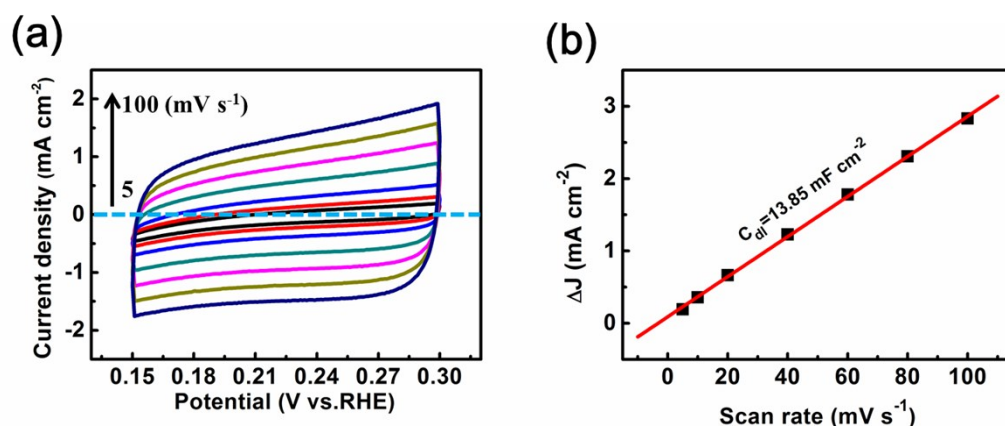 (a)
Current density (mA cm⁻²)
2
1
0
-1
-2
100 (mV s⁻¹)
5
0.15 0.18 0.21 0.24 0.27 0.30
Potential (V vs.RHE)
(b)
ΔJ (mA cm⁻²)
3
2
1
0
C_dl=13.85 mF cm⁻²
0 20 40 60 80 100
Scan rate (mV s⁻¹)